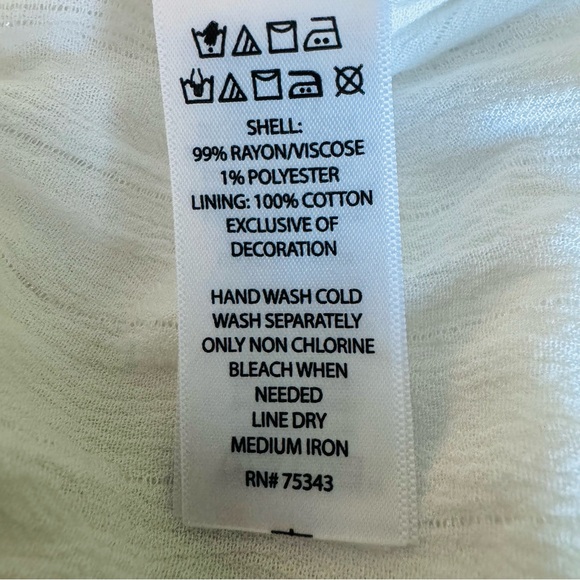 SHELL:
99% RAYON/VISCOSE
1% POLYESTER
LINING: 100% COTTON
EXCLUSIVE OF
DECORATION
HAND WASH COLD
WASH SEPARATELY
ONLY NON CHLORINE
BLEACH WHEN
NEEDED
LINE DRY
MEDIUM IRON
RN# 75343